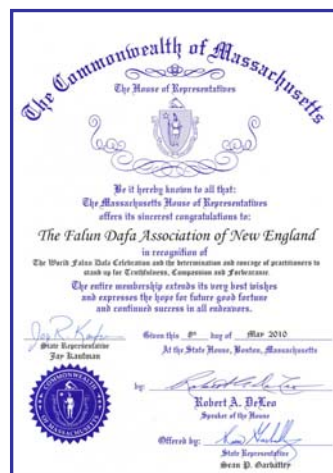 The Commonwealth of Massachusetts
The House of Representatives
Be it hereby known to all that:
The Massachusetts House of Representatives
offers its sincerest congratulations to:
The Falun Dafa Association of New England
in recognition of
The World Falun Dafa Celebration and the determination and courage of practitioners to
stand up for Truthfulness, Compassion and Forbearance
The entire membership extends its very best wishes
and expresses the hope for future good fortune
and continued success in all endeavors.
State Representative
Jay Kaufman
Given this day of May 2010
At the State House, Boston, Massachusetts
by:
Robert A. DeLeo
Speaker of the House
Offered by:
State Representative
Sean P. Garballey
COMMONWEALTH
OF MASSACHUSETTS